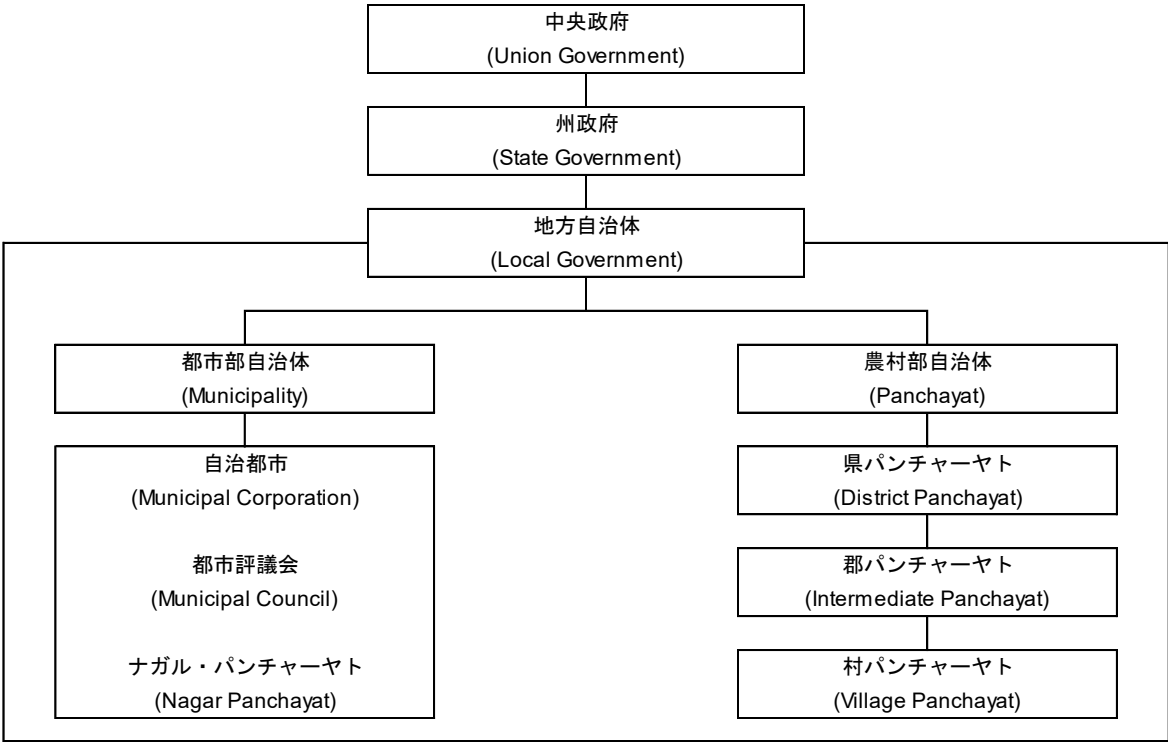 中央政府
(Union Government)
州政府
(State Government)
地方自治体
(Local Government)
都市部自治体
(Municipality)
自治都市
(Municipal Corporation)
都市評議会
(Municipal Council)
ナガル・パンチャーヤト
(Nagar Panchayat)
農村部自治体
(Panchayat)
県パンチャーヤト
(District Panchayat)
郡パンチャーヤト
(Intermediate Panchayat)
村パンチャーヤト
(Village Panchayat)